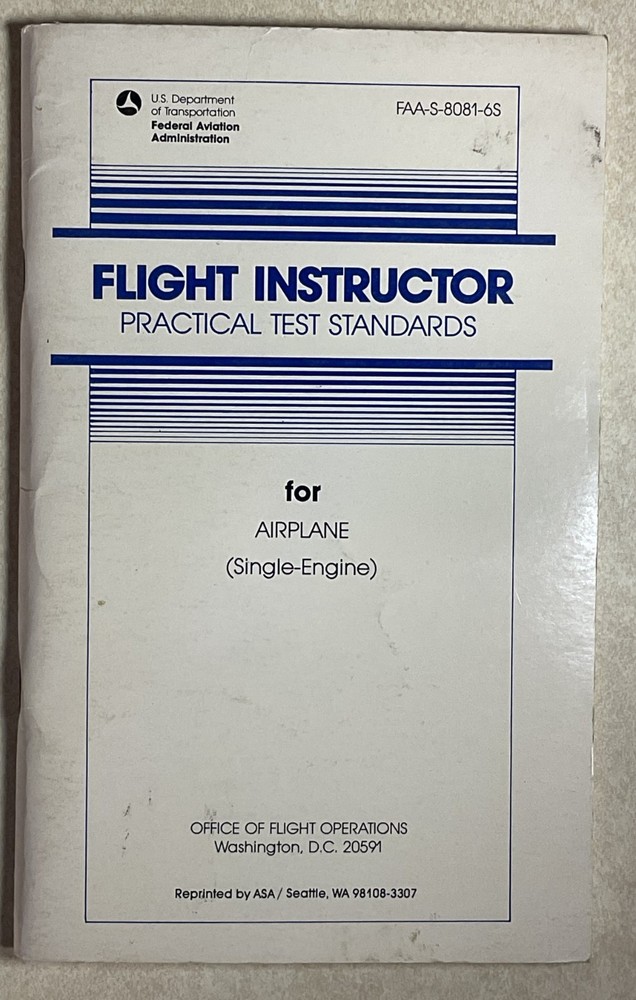 U.S. Department
of Transportation
Federal Aviation
Administration
FAA-S-8081-6S
FLIGHT INSTRUCTOR
PRACTICAL TEST STANDARDS
for
AIRPLANE
(Single-Engine)
OFFICE OF FLIGHT OPERATIONS
Washington, D.C. 20591
Reprinted by ASA / Seattle, WA 98108-3307